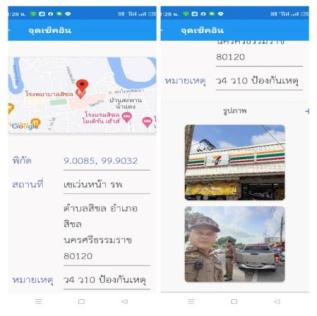 จุดเช็คอิน
โรงพยาบาลสิชล
Google
พิกัด 9.0085, 99.9032
สถานที่ เซเว่นหน้า รพ
ตำบลสิชล อำเภอ
สิชล
นครศรีธรรมราช
80120
หมายเหตุ ว4 ว10 ป้องกันเหตุ
จุดเช็คอิน
นครศรีธรรมราช
80120
หมายเหตุ ว4 ว10 ป้องกันเหตุ
รูปภาพ